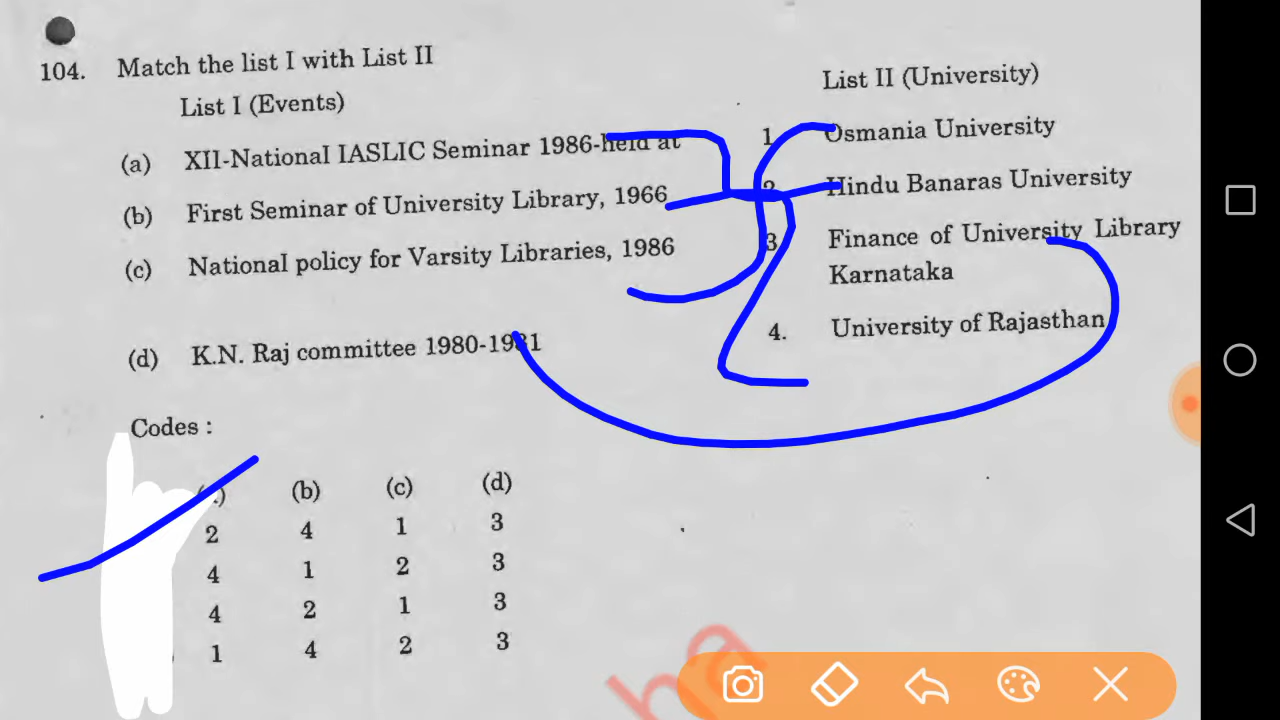 104. Match the list I with List II
List I (Events)
List II (University)
(a) XII-National IASLIC Seminar 1986-held at
1. Osmania University
(b) First Seminar of University Library, 1966
2. Hindu Banaras University
(c) National policy for Varsity Libraries, 1986
3. Finance of University Library
Karnataka
(d) K.N. Raj committee 1980-1981
4. University of Rajasthan
Codes :
(a) (b) (c) (d)
2 4 1 3
4 1 2 3
4 2 1 3
1 4 2 3